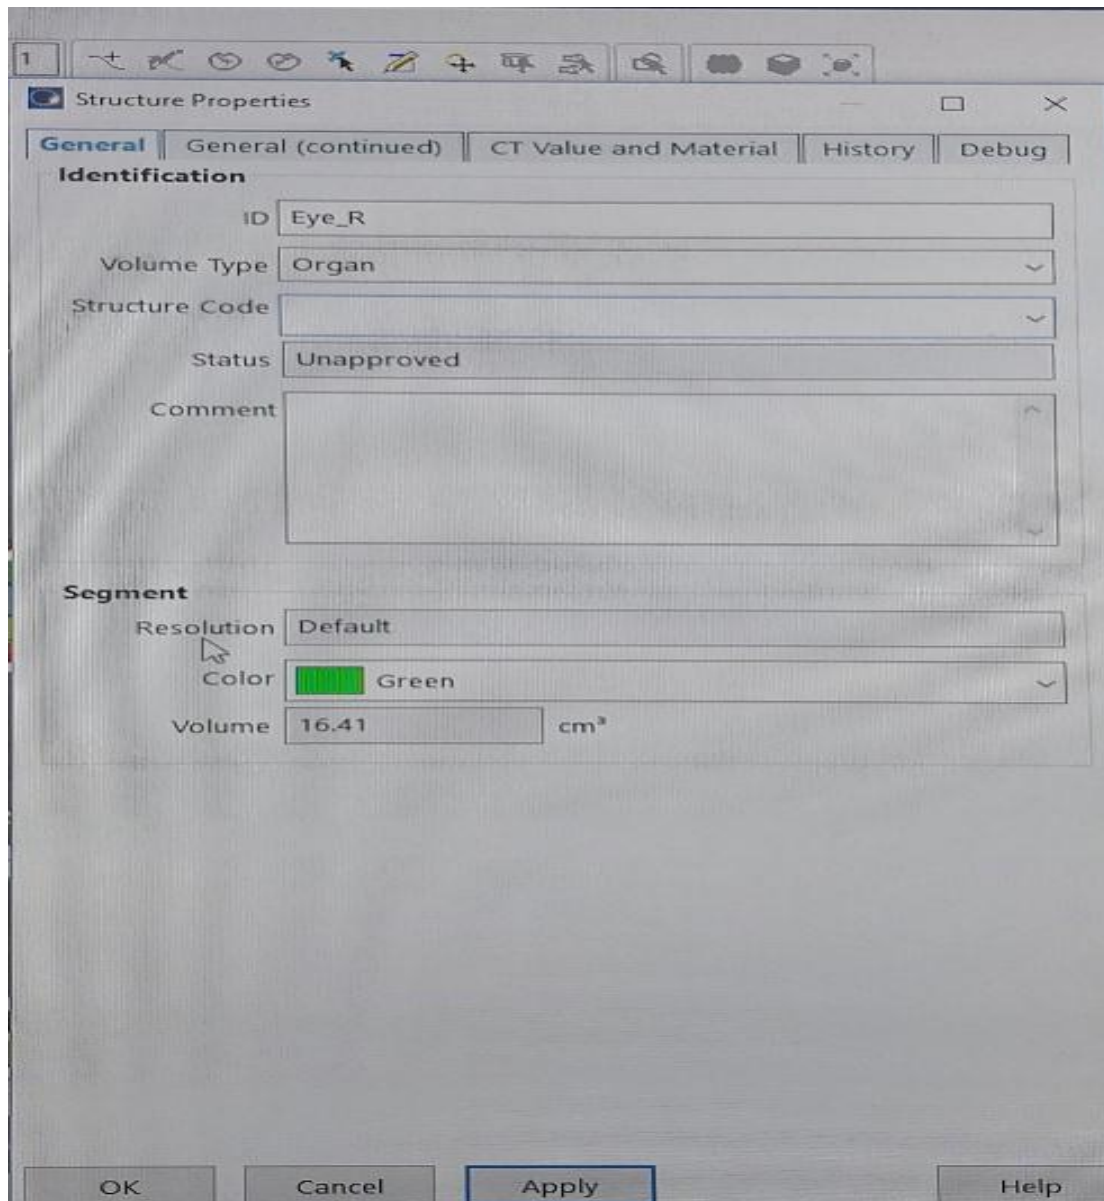 1
Structure Properties
General General (continued) CT Value and Material History Debug
Identification
ID Eye_R
Volume Type Organ
Structure Code
Status Unapproved
Comment
Segment
Resolution Default
Color Green
Volume 16.41 cm³
OK Cancel Apply Help